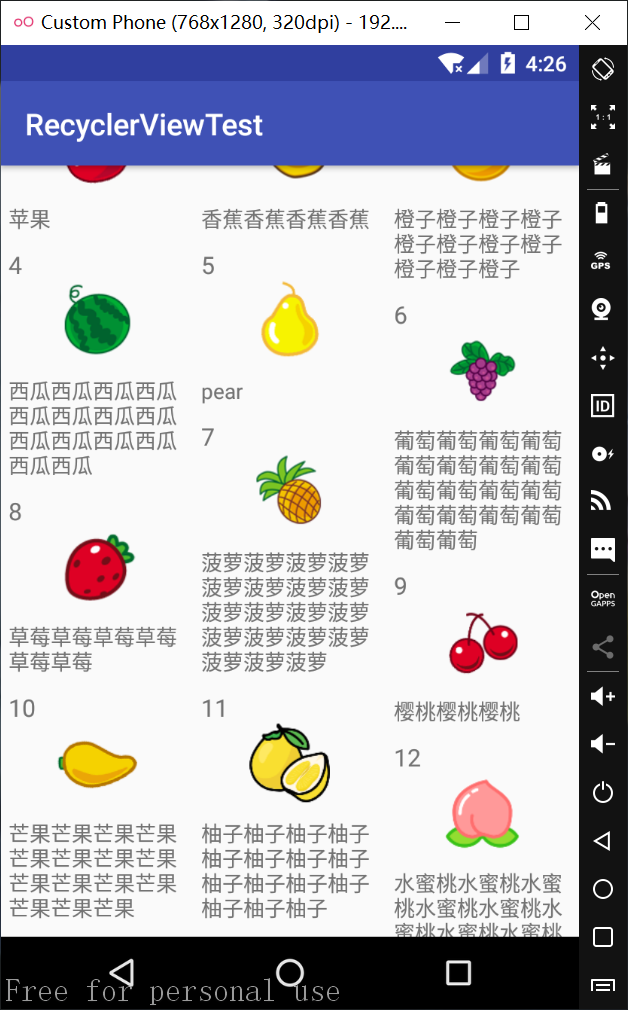 Custom Phone (768x1280, 320dpi) - 192....
4:26
RecyclerViewTest
苹果
香蕉香蕉香蕉香蕉
橙子橙子橙子橙子
橙子橙子橙子橙子
橙子橙子橙子
4
西瓜西瓜西瓜西瓜
西瓜西瓜西瓜西瓜
西瓜西瓜西瓜西瓜
西瓜西瓜
5
pear
6
葡萄葡萄葡萄葡萄
葡萄葡萄葡萄葡萄
葡萄葡萄葡萄葡萄
葡萄葡萄葡萄葡萄
葡萄葡萄
7
菠萝菠萝菠萝菠萝
菠萝菠萝菠萝菠萝
菠萝菠萝菠萝菠萝
菠萝菠萝菠萝菠萝
菠萝菠萝菠萝
8
草莓草莓草莓草莓
草莓草莓
9
樱桃樱桃樱桃
10
芒果芒果芒果芒果
芒果芒果芒果芒果
芒果芒果芒果芒果
芒果芒果芒果
11
柚子柚子柚子柚子
柚子柚子柚子柚子
柚子柚子柚子柚子
柚子柚子柚子
12
水蜜桃水蜜桃水蜜
桃水蜜桃水蜜桃水
蜜桃水蜜桃水蜜桃
1:1
GPS
ID
Open
GAPPS
Free for personal use